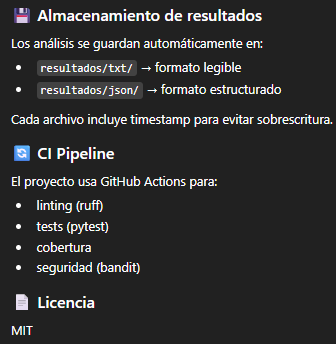 💾 Almacenamiento de resultados
Los análisis se guardan automáticamente en:
• resultados/txt/ → formato legible
• resultados/json/ → formato estructurado
Cada archivo incluye timestamp para evitar sobrescritura.
🔄 CI Pipeline
El proyecto usa GitHub Actions para:
• linting (ruff)
• tests (pytest)
• cobertura
• seguridad (bandit)
📄 Licencia
MIT